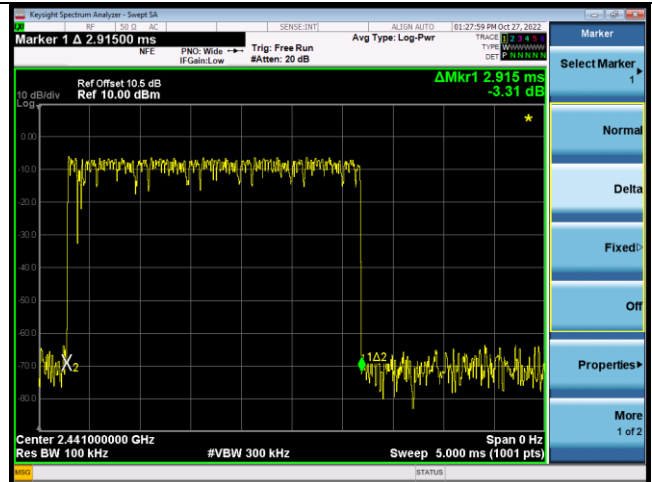 Keysight Spectrum Analyzer - Swept SA
RF 50 Ω AC SENSE:INT ALIGN AUTO 01:27:59 PM Oct 27, 2022
Marker 1 Δ 2.91500 ms
NFE PNO: Wide Trig: Free Run Avg Type: Log-Pwr TRACE 1 2 3 4 5 6
IFGain:Low #Atten: 20 dB TYPE WWWWWW
DET P N N N N N
Marker
Select Marker
1
Ref Offset 10.5 dB ΔMkr1 2.915 ms
10 dB/div Ref 10.00 dBm -3.31 dB
Log
*
0.00
Normal
-10.0
Delta
-20.0
-30.0
Fixed
-40.0
-50.0
Off
-60.0
1Δ2
X2
-70.0
Properties
-80.0
More
1 of 2
Center 2.441000000 GHz Span 0 Hz
Res BW 100 kHz #VBW 300 kHz Sweep 5.000 ms (1001 pts)
MSG STATUS